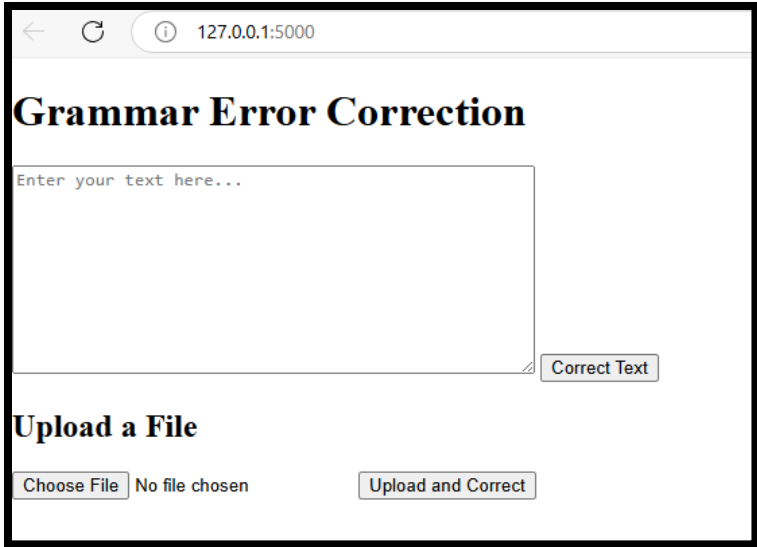 127.0.0.1:5000
Grammar Error Correction
Enter your text here...
Correct Text
Upload a File
Choose File No file chosen Upload and Correct